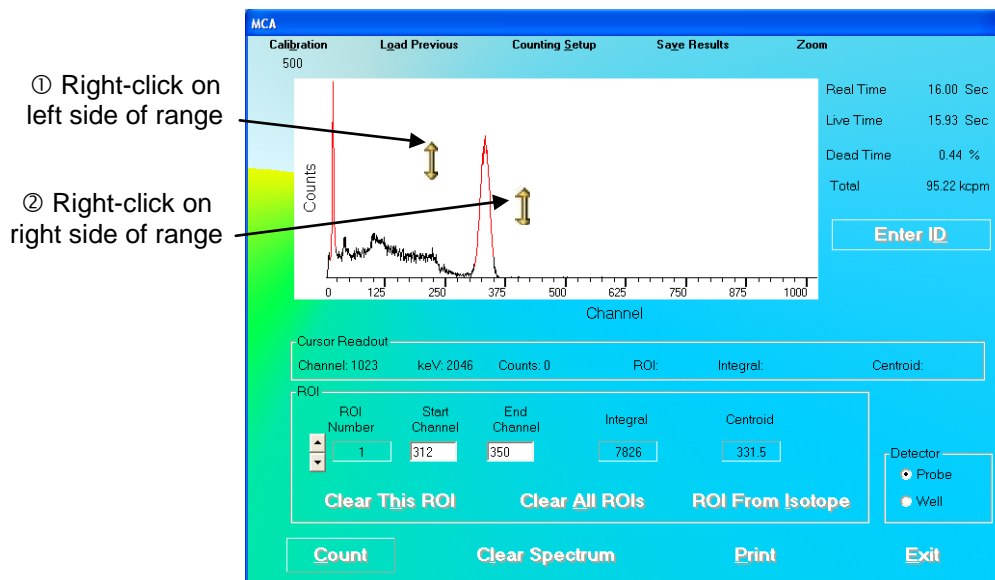 MCA
Calibration Load Previous Counting Setup Save Results Zoom
500
① Right-click on
left side of range
② Right-click on
right side of range
Counts
0 125 250 375 500 625 750 875 1000
Channel
Real Time 16.00 Sec
Live Time 15.93 Sec
Dead Time 0.44 %
Total 95.22 kcpm
Enter ID
Cursor Readout
Channel: 1023 keV: 2046 Counts: 0 ROI: Integral: Centroid:
ROI
ROI Number Start Channel End Channel Integral Centroid
1 312 350 7826 331.5
Clear This ROI Clear All ROIs ROI From Isotope
Detector
Probe
Well
Count Clear Spectrum Print Exit